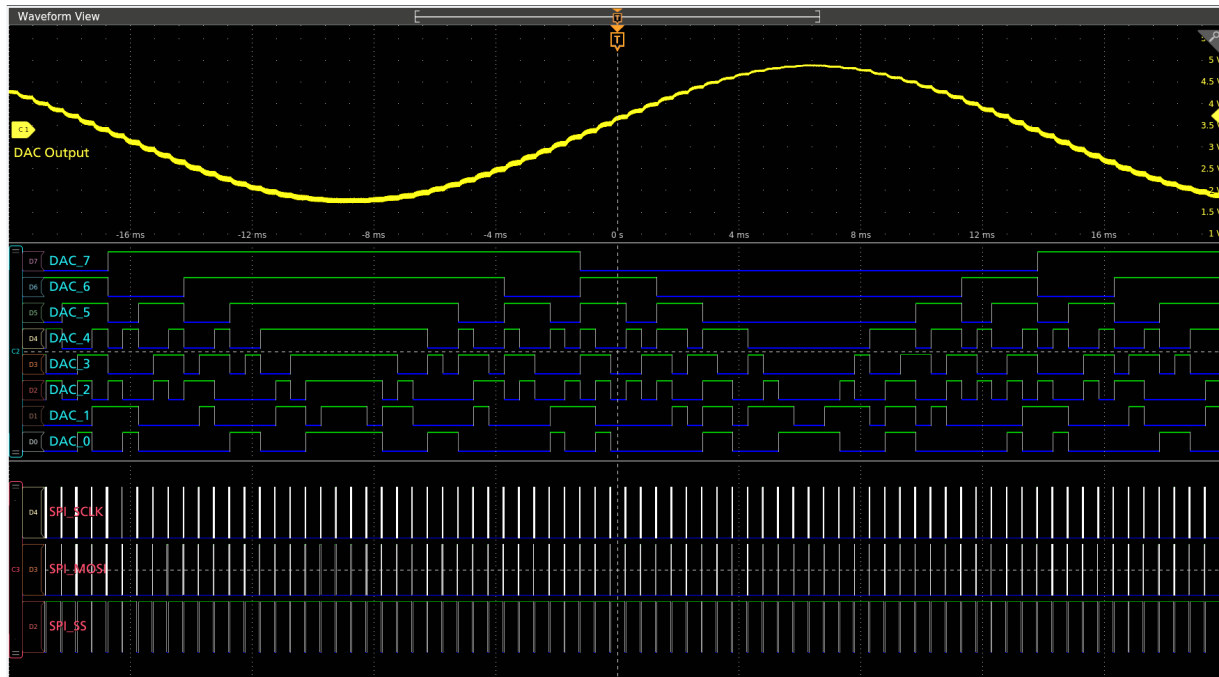 Waveform View
T
T
5 V
4.5 V
4 V
3.5 V
3 V
2.5 V
2 V
1.5 V
1 V
C1
DAC Output
-16 ms -12 ms -8 ms -4 ms 0 s 4 ms 8 ms 12 ms 16 ms
D7 DAC_7
D6 DAC_6
D5 DAC_5
D4 DAC_4
C2
D3 DAC_3
D2 DAC_2
D1 DAC_1
D0 DAC_0
D4 SPI_SCLK
C3 D3 SPI_MOSI
D2 SPI_SS